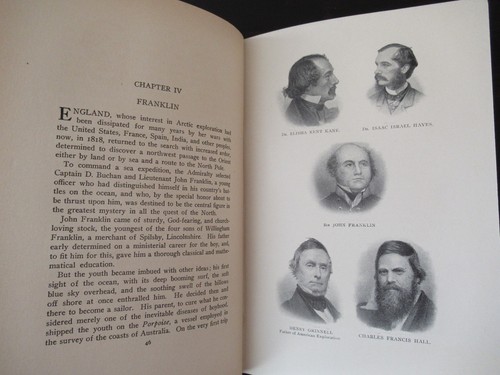 CHAPTER IV
FRANKLIN
ENGLAND, whose interest in Arctic exploration had
been dissipated for many years by her wars with
the United States, France, Spain, India, and other peoples,
now, in 1818, returned to the search with increased ardor,
determined to discover a northwest passage to the Orient
either by land or by sea and a route to the North Pole.
To command a sea expedition, the Admiralty selected
Captain D. Buchan and Lieutenant John Franklin, a young
officer who had distinguished himself in his country's bat-
tles on the ocean, and who, by the special honor about to
be thrust upon him, was destined to be the central figure in
the greatest mystery in all the quest of the North.
John Franklin came of sturdy, God-fearing, and church-
loving stock, the youngest of the four sons of Willingham
Franklin, a merchant of Spilsby, Lincolnshire. His father
early determined on a ministerial career for the boy, and,
to fit him for this, gave him a thorough classical and mathe-
matical education.
But the youth became imbued with other ideas; his first
sight of the ocean, with its deep booming surf, the soft
blue sky overhead, and the soothing swell of the billows
off shore at once enthralled him. He decided then and
there to become a sailor. His parent, to cure what he con-
sidered merely one of the inevitable diseases of boyhood,
shipped the youth on the Porpoise, a vessel employed in
the survey of the coasts of Australia. On the very first trip
46
Dr. ELISHA KENT KANE.
Dr. ISAAC ISRAEL HAYES.
Sir JOHN FRANKLIN
HENRY GRINNELL
Father of American Exploration.
CHARLES FRANCIS HALL.